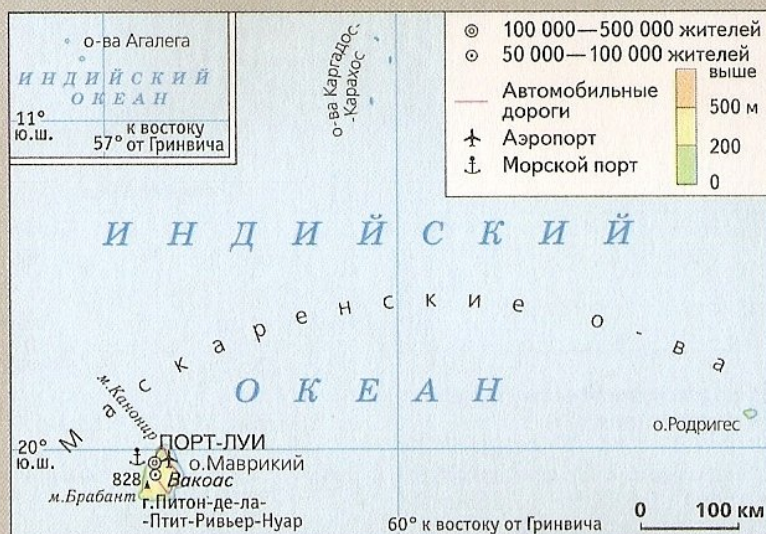 о-ва Агалега
ИНДИЙСКИЙ
ОКЕАН
11°
ю.ш.
57° к востоку
от Гринвича
о-ва Каргадос-
-Карахос
100 000—500 000 жителей
50 000—100 000 жителей
Автомобильные
дороги
Аэропорт
Морской порт
выше
500 м
200
0
ИНДИЙСКИЙ
ОКЕАН
Маскаренские о-ва
м.Канонир
ПОРТ-ЛУИ
20°
ю.ш.
о.Маврикий
828
Вакоас
м.Брабант
г.Питон-де-ла-
-Птит-Ривьер-Нуар
о.Родригес
60° к востоку от Гринвича
0 100 км